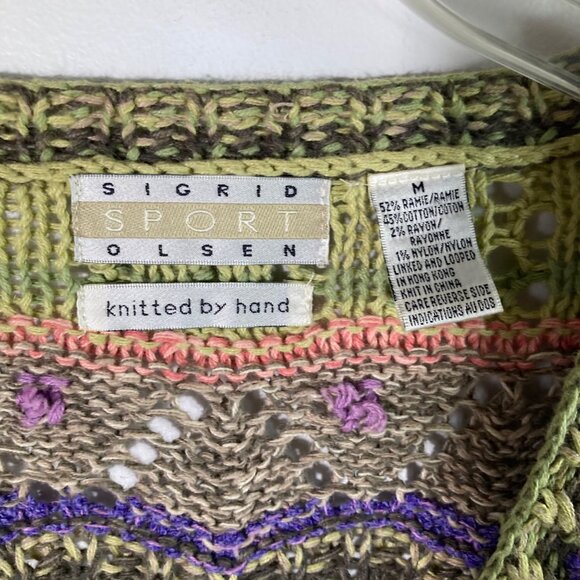 SIGRID
SPORT
OLSEN
knitted by hand
M
52% RAMIE/RAMIE
45% COTTON/COTON
2% RAYON/
RAYONNE
1% NYLON/NYLON
LINKED AND LOOPED
IN HONG KONG
KNIT IN CHINA
CARE REVERSE SIDE
INDICATIONS AU DOS